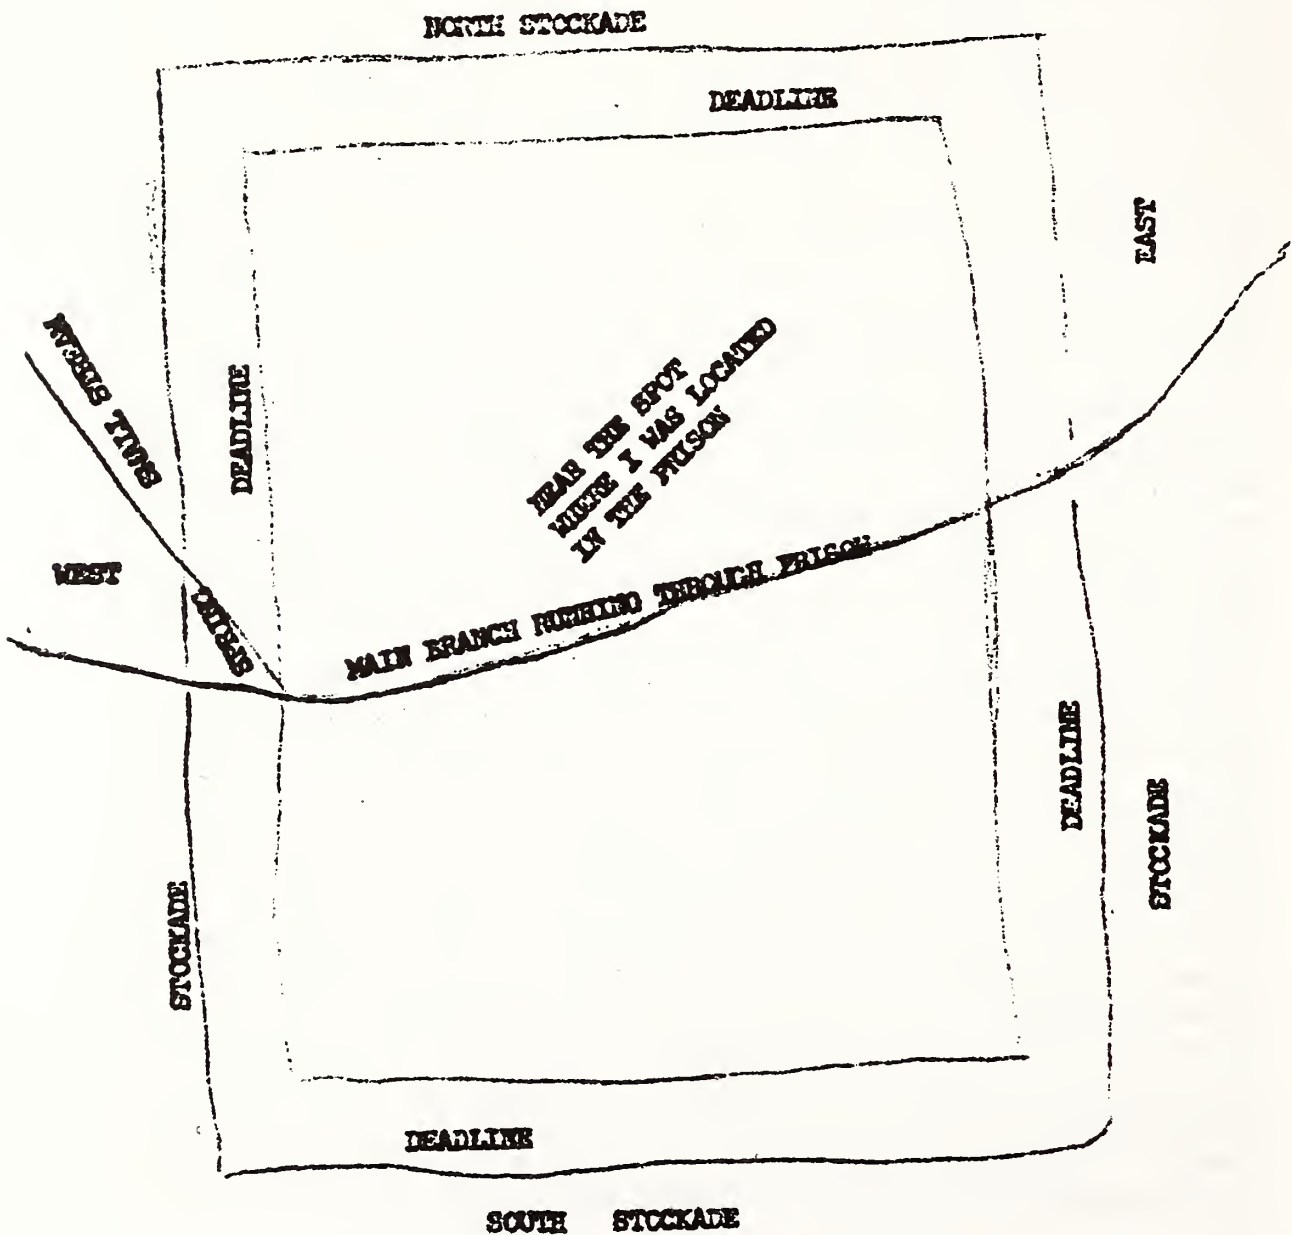 NORTH STOCKADE
DEADLINE
EAST
SMALL STREAM
DEADLINE
NEAR THE SPOT
WHERE I WAS LOCATED
IN THE PRISON
WEST
SPRING
MAIN BRANCH RUNNING THROUGH PRISON
DEADLINE
STOCKADE
STOCKADE
DEADLINE
SOUTH STOCKADE